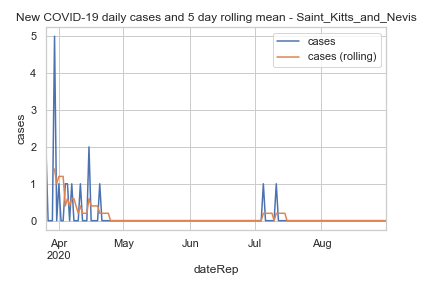 New COVID-19 daily cases and 5 day rolling mean - Saint_Kitts_and_Nevis
cases
cases (rolling)
5
4
3
2
1
0
cases
Apr
2020
May
Jun
Jul
Aug
dateRep